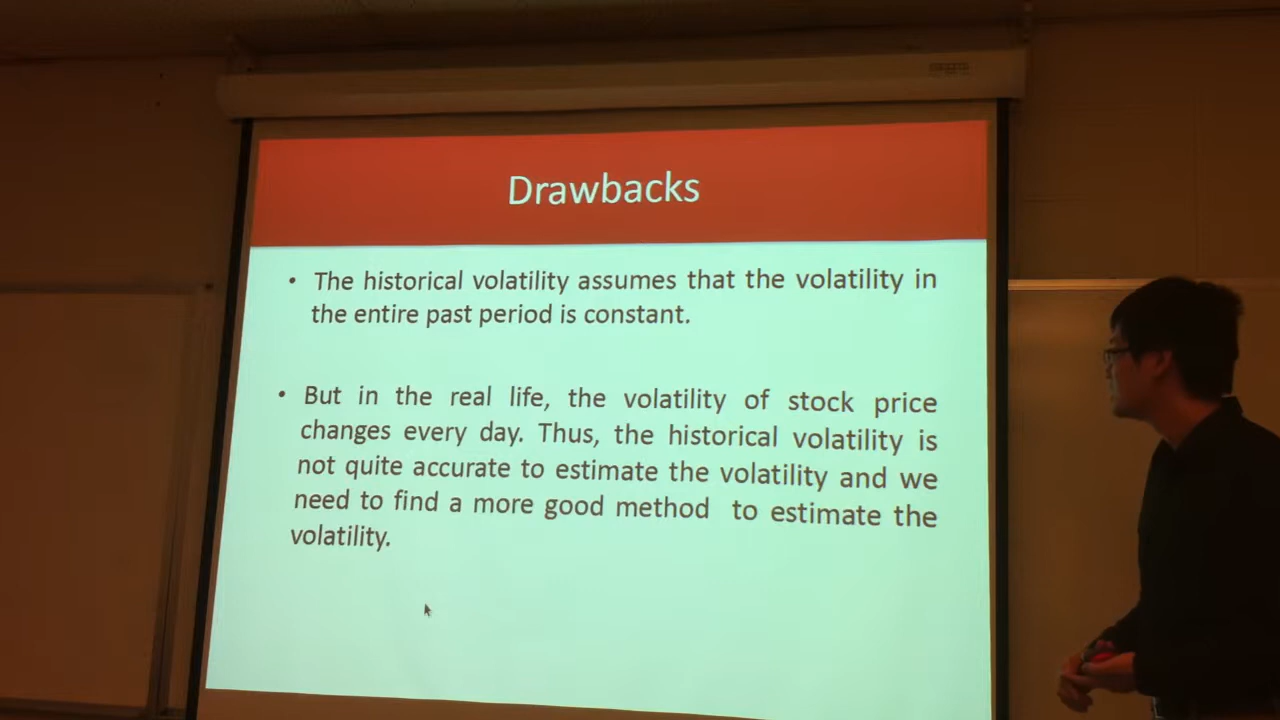 Drawbacks
• The historical volatility assumes that the volatility in
the entire past period is constant.
• But in the real life, the volatility of stock price
changes every day. Thus, the historical volatility is
not quite accurate to estimate the volatility and we
need to find a more good method to estimate the
volatility.